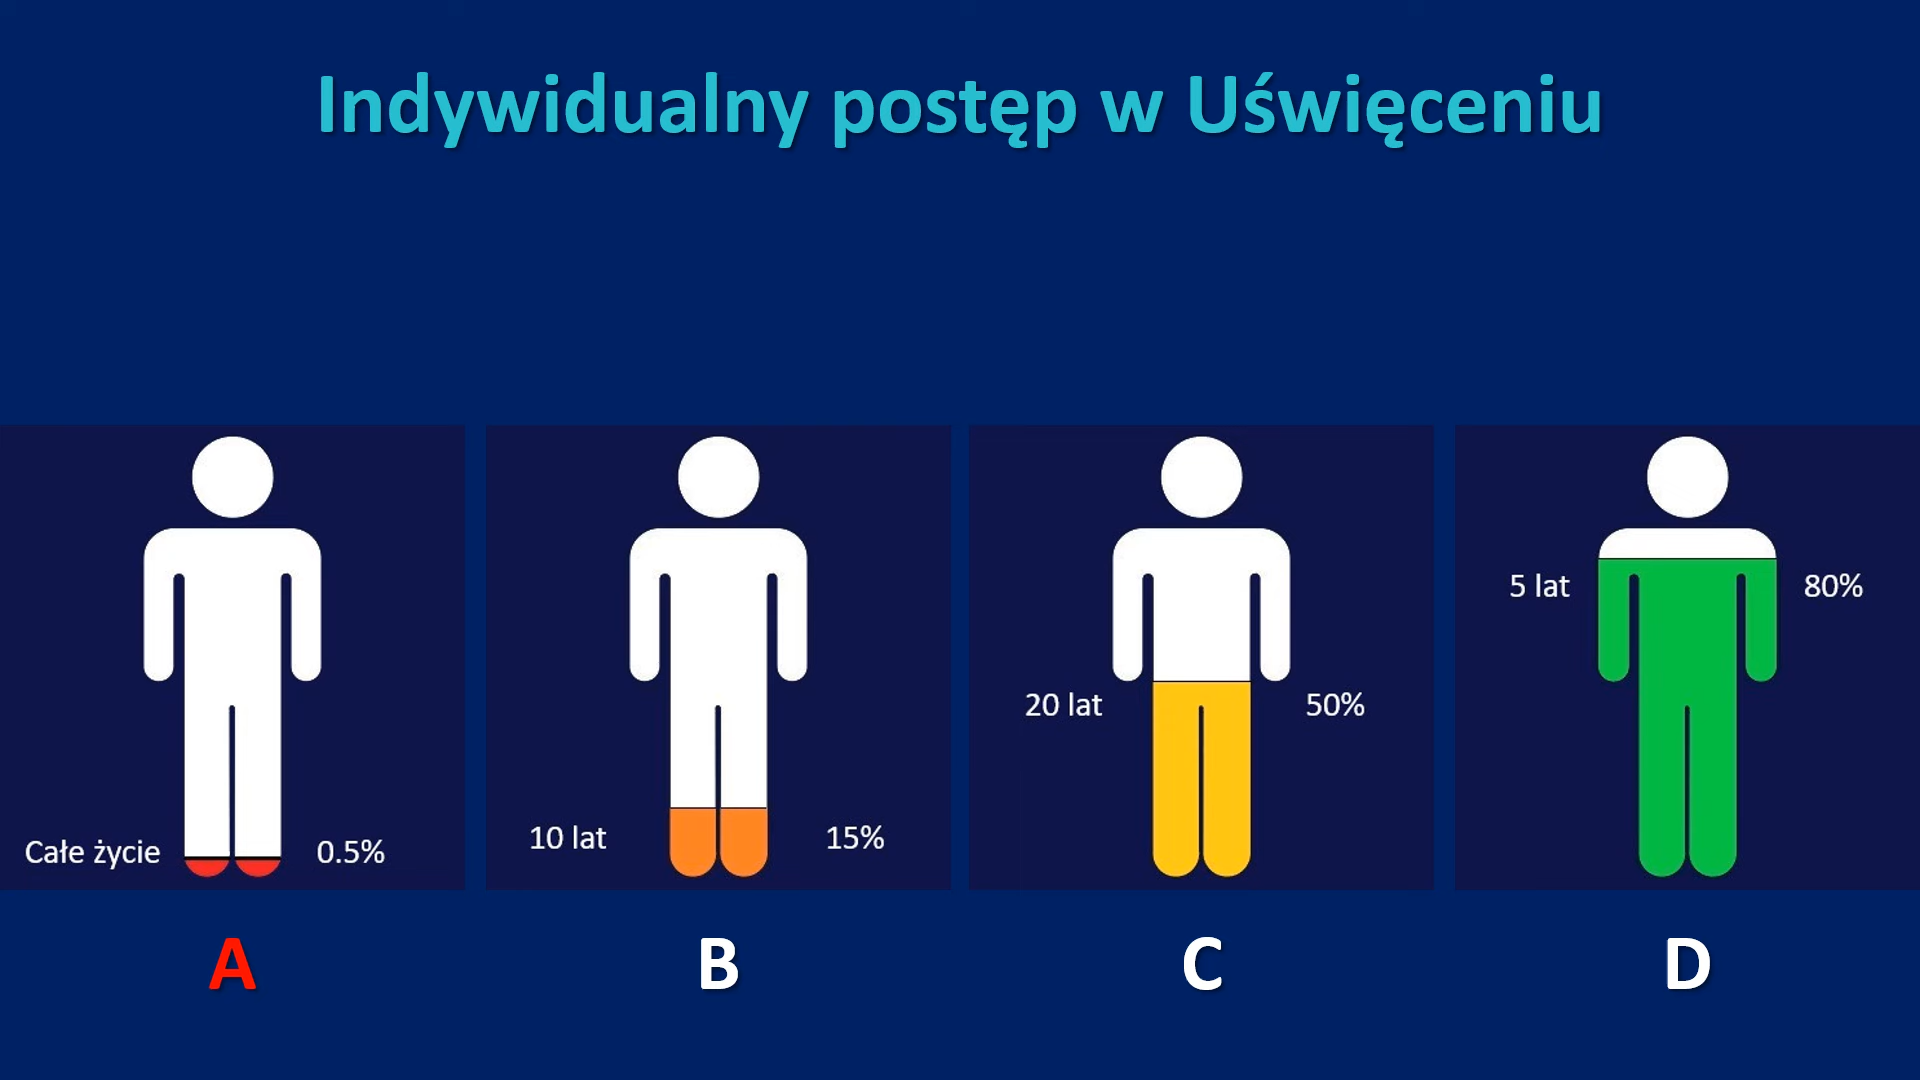 Indywidualny postęp w Uświęceniu
Całe życie 0.5%
10 lat 15%
20 lat 50%
5 lat 80%
A B C D